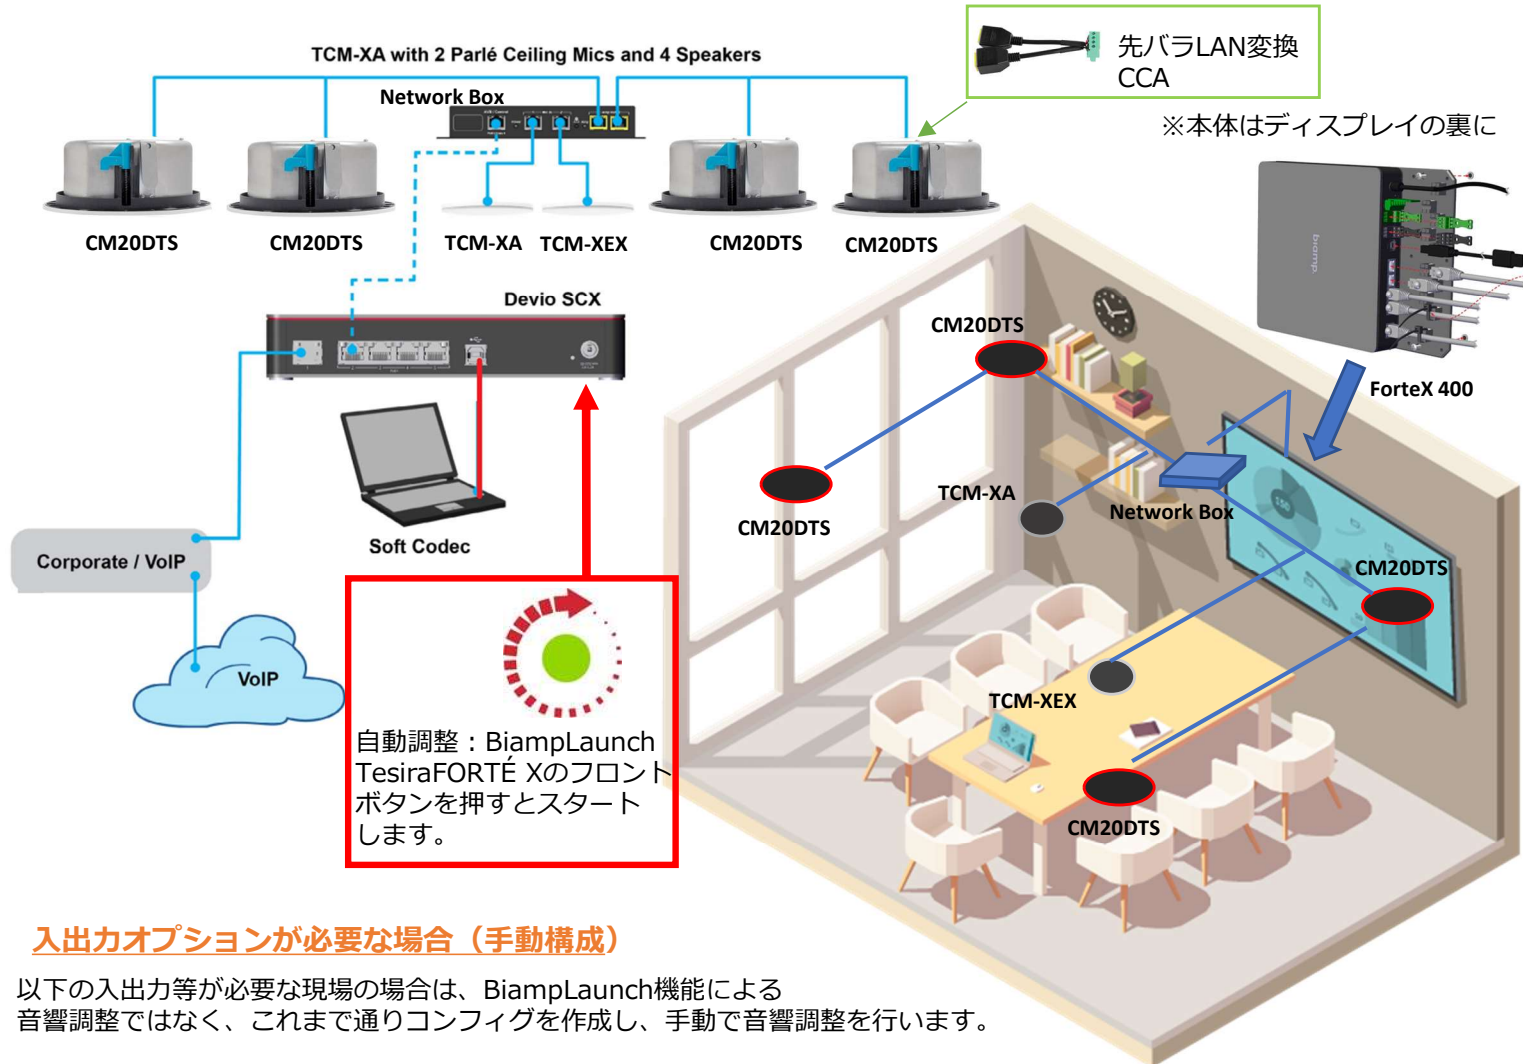 TCM-XA with 2 Parlé Ceiling Mics and 4 Speakers
Network Box
先バラLAN変換
CCA
※本体はディスプレイの裏に
CM20DTS
CM20DTS
TCM-XA
TCM-XEX
CM20DTS
CM20DTS
biamp.
Devio SCX
CM20DTS
ForteX 400
TCM-XA
Network Box
CM20DTS
Soft Codec
Corporate / VoIP
CM20DTS
VoIP
TCM-XEX
自動調整：BiampLaunch
TesiraFORTÉ Xのフロント
ボタンを押すとスタート
します。
CM20DTS
入出力オプションが必要な場合（手動構成）
以下の入出力等が必要な現場の場合は、BiampLaunch機能による
音響調整ではなく、これまで通りコンフィグを作成し、手動で音響調整を行います。